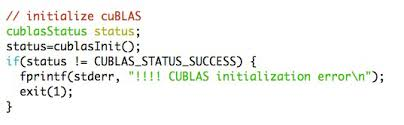 // initialize cuBLAS
cublasStatus status;
status=cublasInit();
if(status != CUBLAS_STATUS_SUCCESS) {
  fprintf(stderr, "!!!! CUBLAS initialization error\n");
  exit(1);
}